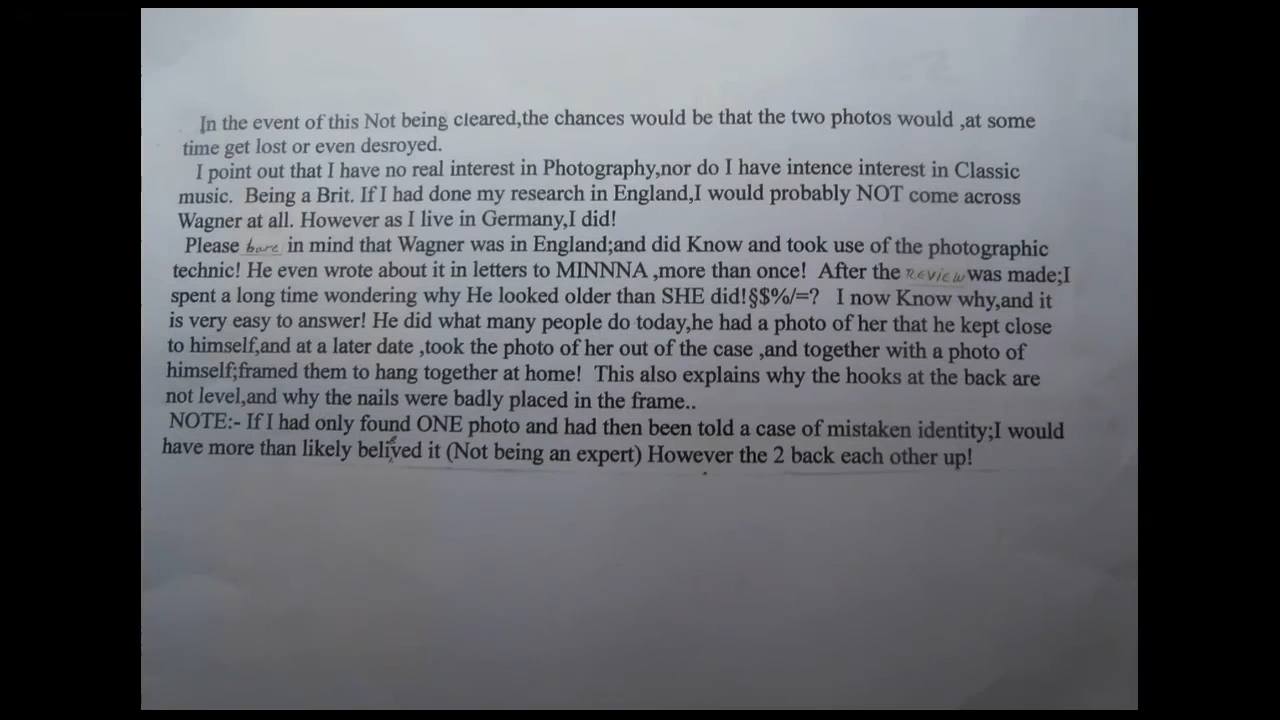 In the event of this Not being cleared,the chances would be that the two photos would ,at some
time get lost or even desroyed.
I point out that I have no real interest in Photography,nor do I have intence interest in Classic
music. Being a Brit. If I had done my research in England,I would probably NOT come across
Wagner at all. However as I live in Germany,I did!
Please bare in mind that Wagner was in England;and did Know and took use of the photographic
technic! He even wrote about it in letters to MINNNA ,more than once! After the REVIEW was made;I
spent a long time wondering why He looked older than SHE did!§$%/=? I now Know why,and it
is very easy to answer! He did what many people do today,he had a photo of her that he kept close
to himself,and at a later date ,took the photo of her out of the case ,and together with a photo of
himself;framed them to hang together at home! This also explains why the hooks at the back are
not level,and why the nails were badly placed in the frame..
NOTE:- If I had only found ONE photo and had then been told a case of mistaken identity;I would
have more than likely belived it (Not being an expert) However the 2 back each other up!